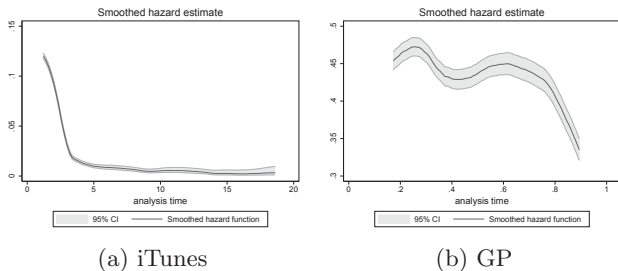 Smoothed hazard estimate
.15
.1
.05
0
0 5 10 15 20
analysis time
95% CI Smoothed hazard function
(a) iTunes
Smoothed hazard estimate
.5
.45
.4
.35
.3
0 .2 .4 .6 .8 1
analysis time
95% CI Smoothed hazard function
(b) GP